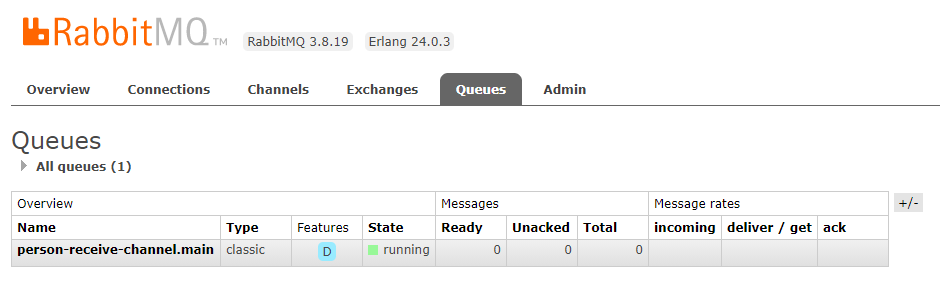 RabbitMQ TM RabbitMQ 3.8.19 Erlang 24.0.3
Overview Connections Channels Exchanges Queues Admin
Queues
All queues (1)
Overview Messages Message rates +/-
Name Type Features State Ready Unacked Total incoming deliver / get ack
person-receive-channel.main classic D running 0 0 0